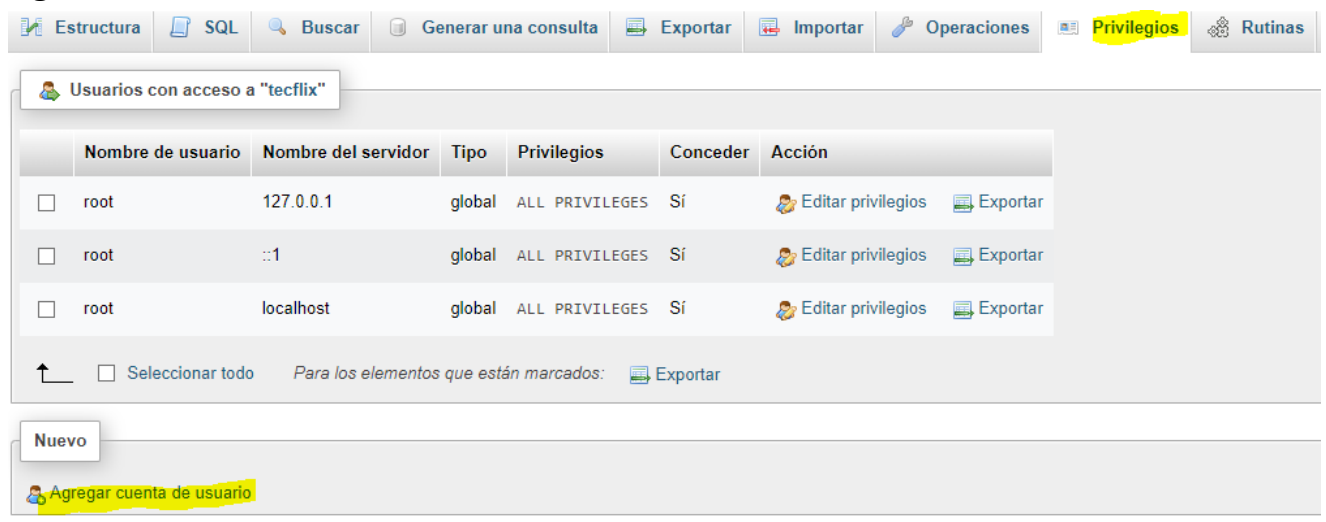 Estructura SQL Buscar Generar una consulta Exportar Importar Operaciones Privilegios Rutinas
Usuarios con acceso a "tecflix"
Nombre de usuario Nombre del servidor Tipo Privilegios Conceder Acción
root 127.0.0.1 global ALL PRIVILEGES Sí Editar privilegios Exportar
root ::1 global ALL PRIVILEGES Sí Editar privilegios Exportar
root localhost global ALL PRIVILEGES Sí Editar privilegios Exportar
Seleccionar todo Para los elementos que están marcados: Exportar
Nuevo
Agregar cuenta de usuario